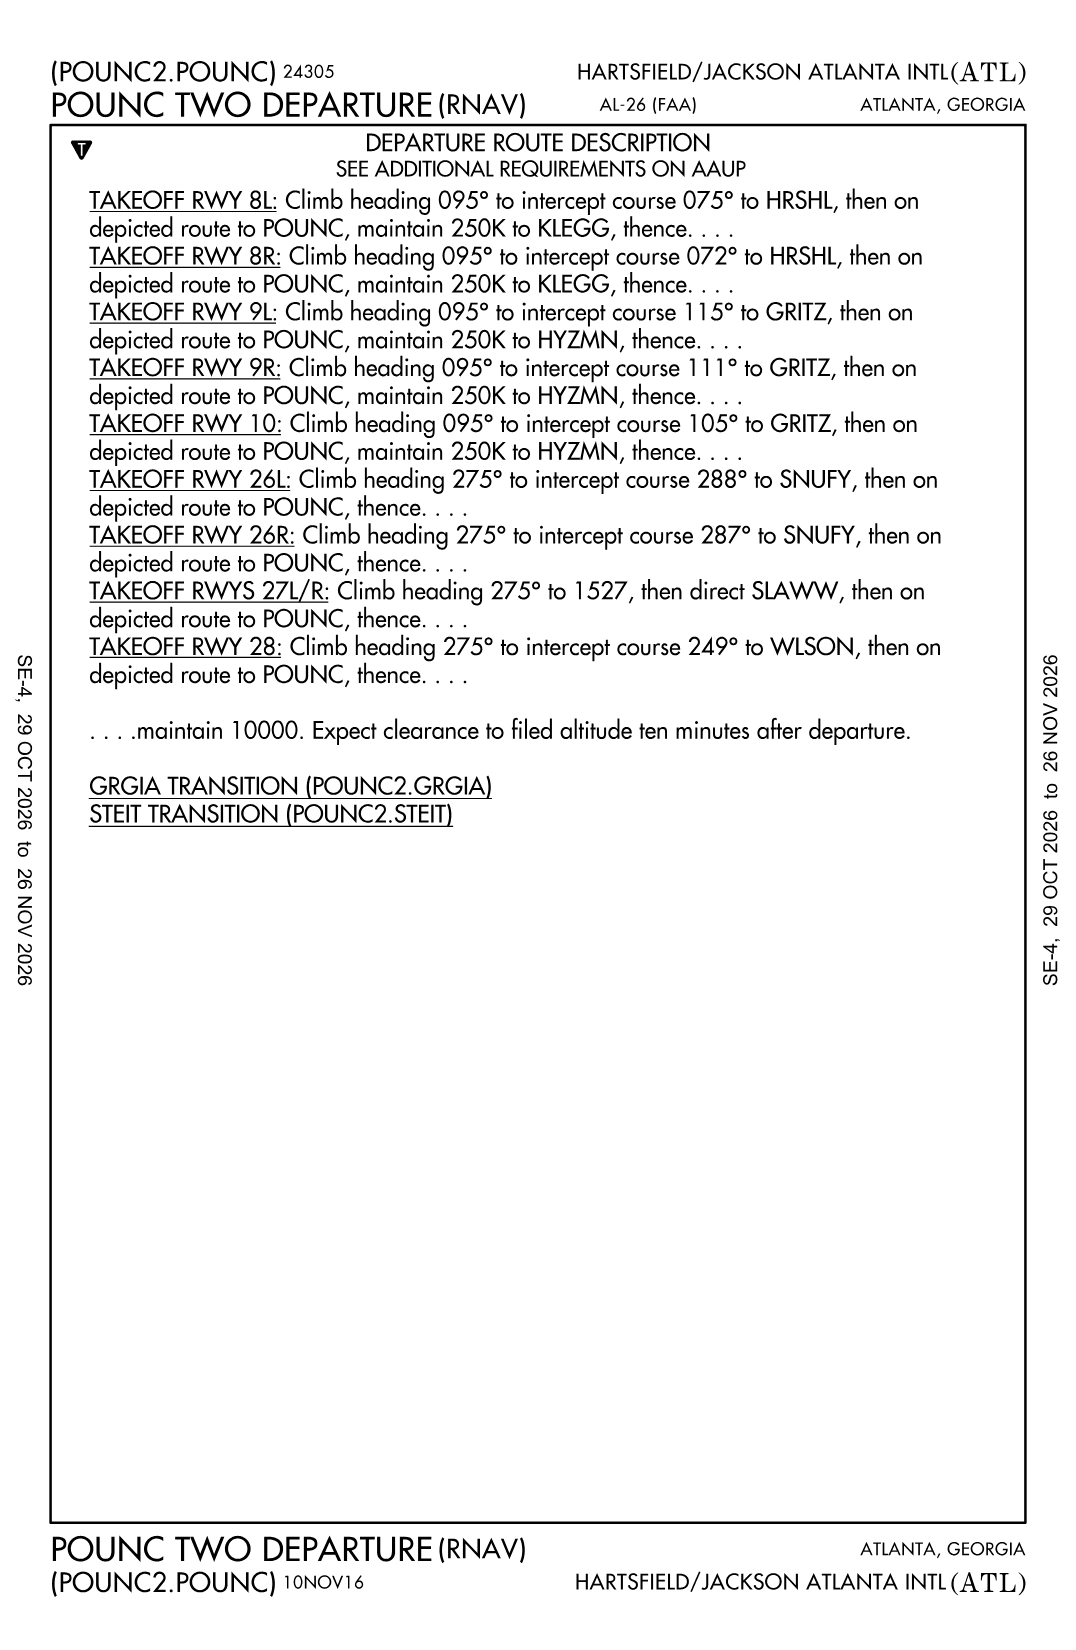 (POUNC2.POUNC) 24305
HARTSFIELD/JACKSON ATLANTA INTL (ATL)
POUNC TWO DEPARTURE (RNAV)
AL-26 (FAA)
ATLANTA, GEORGIA
T
DEPARTURE ROUTE DESCRIPTION
SEE ADDITIONAL REQUIREMENTS ON AAUP
TAKEOFF RWY 8L: Climb heading 095° to intercept course 075° to HRSHL, then on
depicted route to POUNC, maintain 250K to KLEGG, thence. . . .
TAKEOFF RWY 8R: Climb heading 095° to intercept course 072° to HRSHL, then on
depicted route to POUNC, maintain 250K to KLEGG, thence. . . .
TAKEOFF RWY 9L: Climb heading 095° to intercept course 115° to GRITZ, then on
depicted route to POUNC, maintain 250K to HYZMN, thence. . . .
TAKEOFF RWY 9R: Climb heading 095° to intercept course 111° to GRITZ, then on
depicted route to POUNC, maintain 250K to HYZMN, thence. . . .
TAKEOFF RWY 10: Climb heading 095° to intercept course 105° to GRITZ, then on
depicted route to POUNC, maintain 250K to HYZMN, thence. . . .
TAKEOFF RWY 26L: Climb heading 275° to intercept course 288° to SNUFY, then on
depicted route to POUNC, thence. . . .
TAKEOFF RWY 26R: Climb heading 275° to intercept course 287° to SNUFY, then on
depicted route to POUNC, thence. . . .
TAKEOFF RWYS 27L/R: Climb heading 275° to 1527, then direct SLAWW, then on
depicted route to POUNC, thence. . . .
TAKEOFF RWY 28: Climb heading 275° to intercept course 249° to WLSON, then on
depicted route to POUNC, thence. . . .
. . . .maintain 10000. Expect clearance to filed altitude ten minutes after departure.
GRGIA TRANSITION (POUNC2.GRGIA)
STEIT TRANSITION (POUNC2.STEIT)
SE-4, 29 OCT 2026 to 26 NOV 2026
SE-4, 29 OCT 2026 to 26 NOV 2026
POUNC TWO DEPARTURE (RNAV)
ATLANTA, GEORGIA
(POUNC2.POUNC) 10NOV16
HARTSFIELD/JACKSON ATLANTA INTL (ATL)